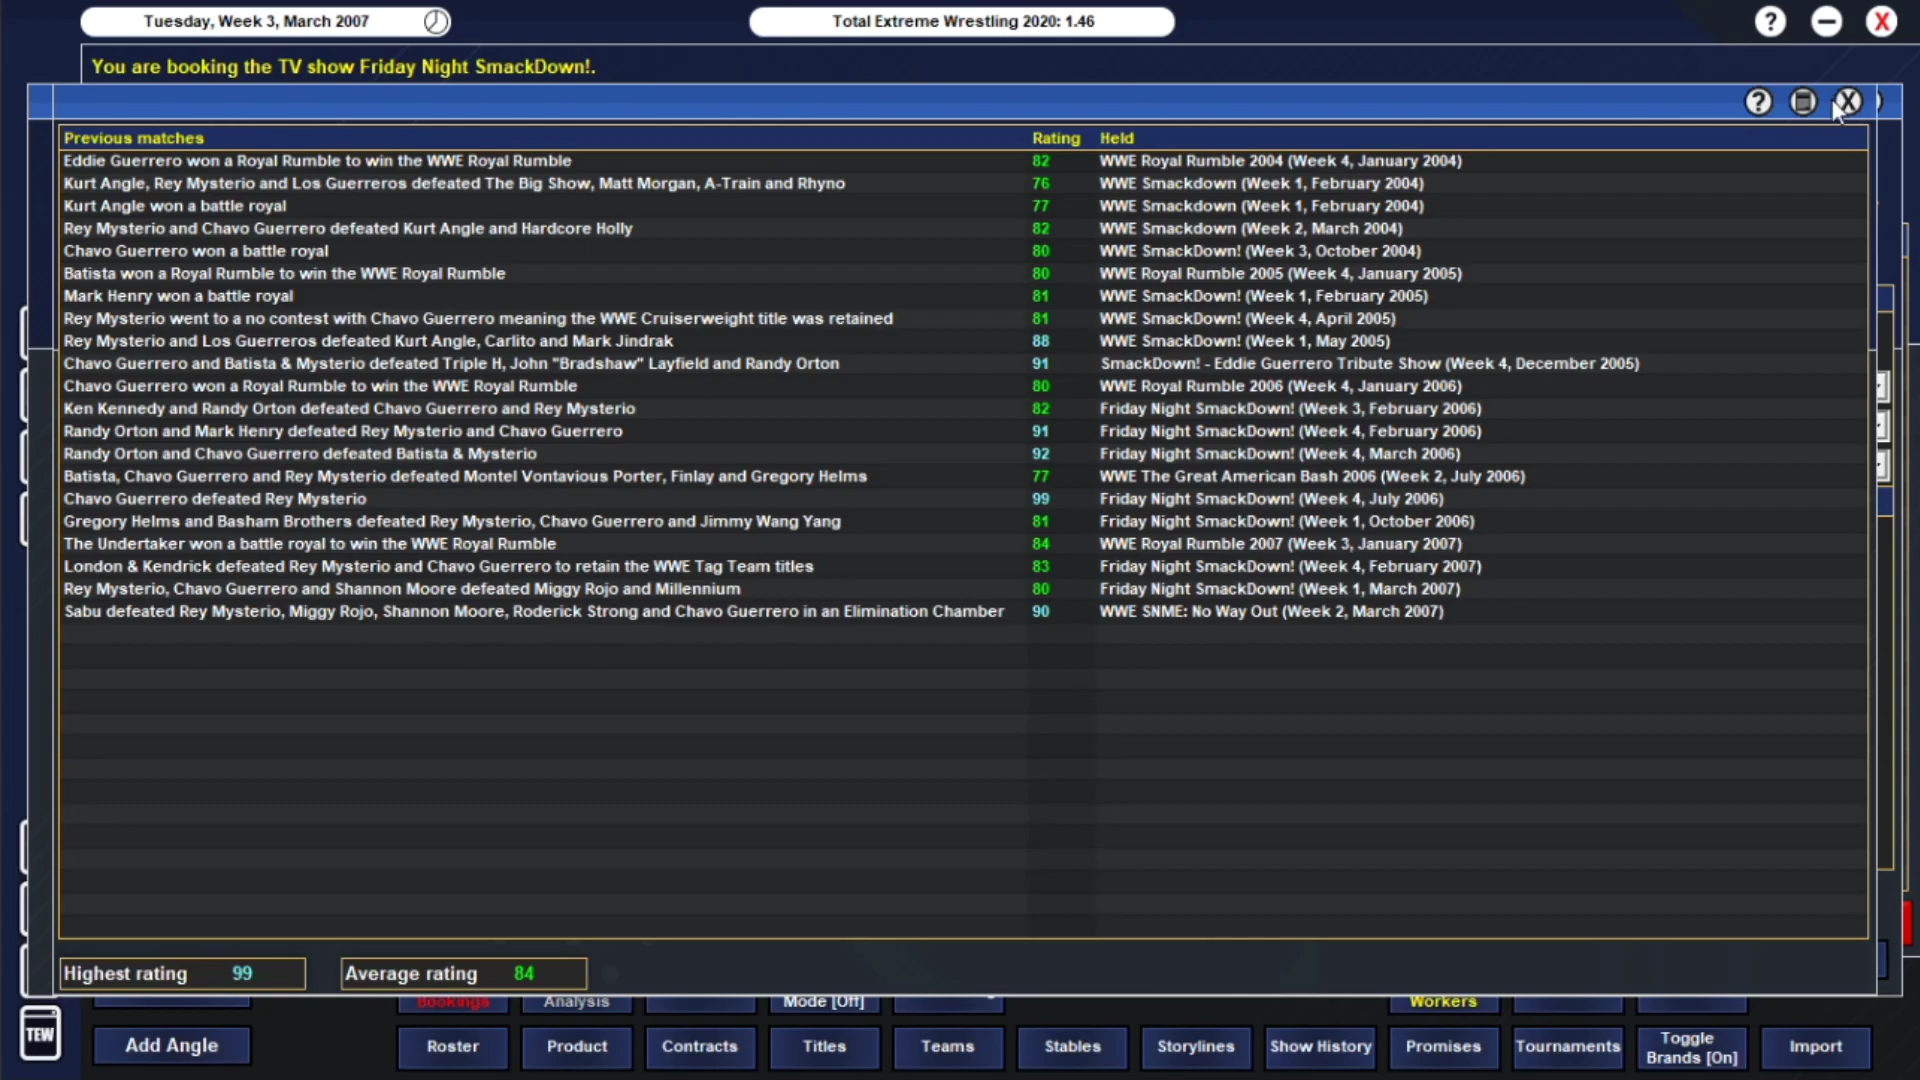 Tuesday, Week 3, March 2007
Total Extreme Wrestling 2020: 1.46
?
X
You are booking the TV show Friday Night SmackDown!.
?
X
Previous matches Rating Held
Eddie Guerrero won a Royal Rumble to win the WWE Royal Rumble 82 WWE Royal Rumble 2004 (Week 4, January 2004)
Kurt Angle, Rey Mysterio and Los Guerreros defeated The Big Show, Matt Morgan, A-Train and Rhyno 76 WWE Smackdown (Week 1, February 2004)
Kurt Angle won a battle royal 77 WWE Smackdown (Week 1, February 2004)
Rey Mysterio and Chavo Guerrero defeated Kurt Angle and Hardcore Holly 82 WWE Smackdown (Week 2, March 2004)
Chavo Guerrero won a battle royal 80 WWE SmackDown! (Week 3, October 2004)
Batista won a Royal Rumble to win the WWE Royal Rumble 80 WWE Royal Rumble 2005 (Week 4, January 2005)
Mark Henry won a battle royal 81 WWE SmackDown! (Week 1, February 2005)
Rey Mysterio went to a no contest with Chavo Guerrero meaning the WWE Cruiserweight title was retained 81 WWE SmackDown! (Week 4, April 2005)
Rey Mysterio and Los Guerreros defeated Kurt Angle, Carlito and Mark Jindrak 88 WWE SmackDown! (Week 1, May 2005)
Chavo Guerrero and Batista & Mysterio defeated Triple H, John "Bradshaw" Layfield and Randy Orton 91 SmackDown! - Eddie Guerrero Tribute Show (Week 4, December 2005)
Chavo Guerrero won a Royal Rumble to win the WWE Royal Rumble 80 WWE Royal Rumble 2006 (Week 4, January 2006)
Ken Kennedy and Randy Orton defeated Chavo Guerrero and Rey Mysterio 82 Friday Night SmackDown! (Week 3, February 2006)
Randy Orton and Mark Henry defeated Rey Mysterio and Chavo Guerrero 91 Friday Night SmackDown! (Week 4, February 2006)
Randy Orton and Chavo Guerrero defeated Batista & Mysterio 92 Friday Night SmackDown! (Week 4, March 2006)
Batista, Chavo Guerrero and Rey Mysterio defeated Montel Vontavious Porter, Finlay and Gregory Helms 77 WWE The Great American Bash 2006 (Week 2, July 2006)
Chavo Guerrero defeated Rey Mysterio 99 Friday Night SmackDown! (Week 4, July 2006)
Gregory Helms and Basham Brothers defeated Rey Mysterio, Chavo Guerrero and Jimmy Wang Yang 81 Friday Night SmackDown! (Week 1, October 2006)
The Undertaker won a battle royal to win the WWE Royal Rumble 84 WWE Royal Rumble 2007 (Week 3, January 2007)
London & Kendrick defeated Rey Mysterio and Chavo Guerrero to retain the WWE Tag Team titles 83 Friday Night SmackDown! (Week 4, February 2007)
Rey Mysterio, Chavo Guerrero and Shannon Moore defeated Miggy Rojo and Millennium 80 Friday Night SmackDown! (Week 1, March 2007)
Sabu defeated Rey Mysterio, Miggy Rojo, Shannon Moore, Roderick Strong and Chavo Guerrero in an Elimination Chamber 90 WWE SNME: No Way Out (Week 2, March 2007)
Highest rating 99 Average rating 84
Bookings Analysis Mode [Off] Workers
TEW
Add Angle Roster Product Contracts Titles Teams Stables Storylines Show History Promises Tournaments Toggle Brands [On] Import